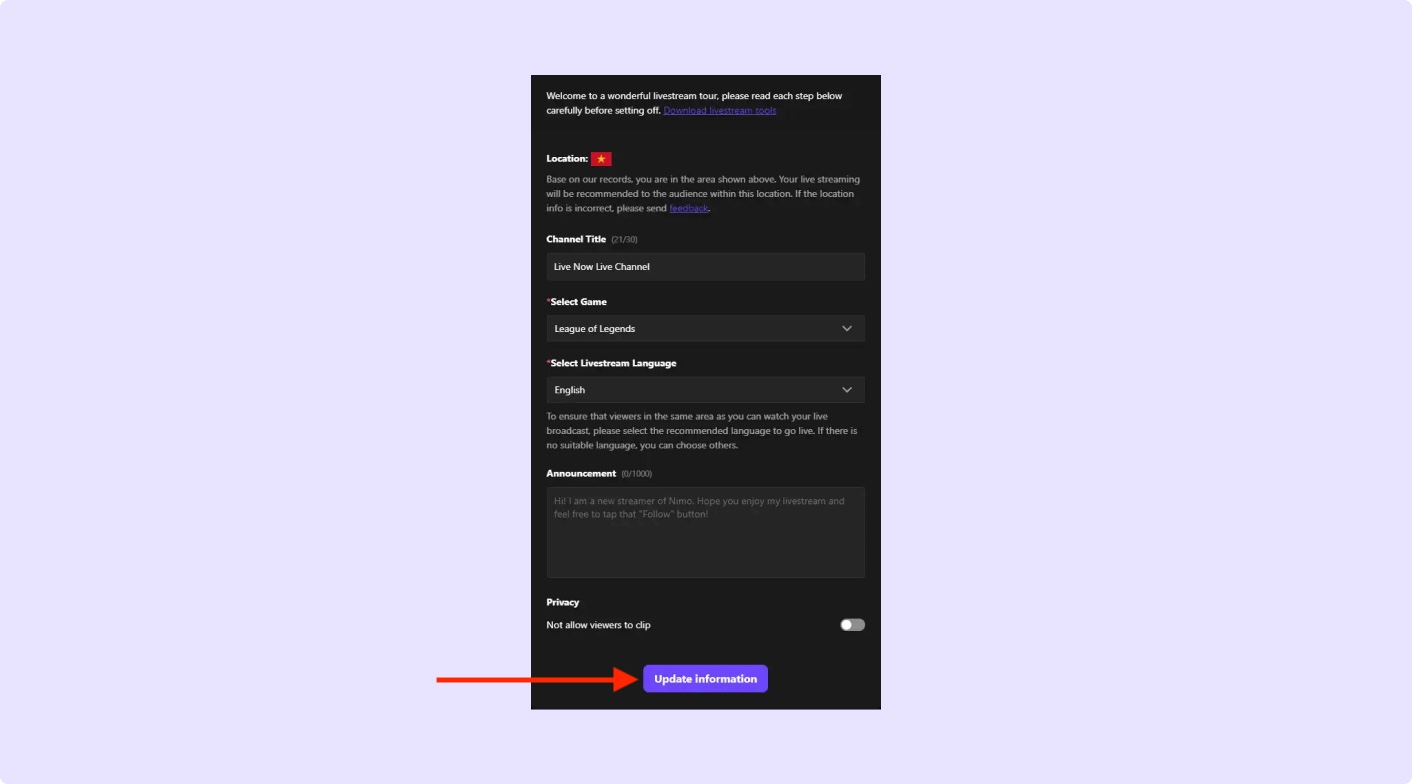 Welcome to a wonderful livestream tour, please read each step below
carefully before setting off. Download livestream tools
Location:
Base on our records, you are in the area shown above. Your live streaming
will be recommended to the audience within this location. If the location
info is incorrect, please send feedback.
Channel Title (21/30)
Live Now Live Channel
*Select Game
League of Legends
*Select Livestream Language
English
To ensure that viewers in the same area as you can watch your live
broadcast, please select the recommended language to go live. If there is
no suitable language, you can choose others.
Announcement (0/1000)
Hi! I am a new streamer of Nimo. Hope you enjoy my livestream and
feel free to tap that "Follow" button!
Privacy
Not allow viewers to clip
Update information